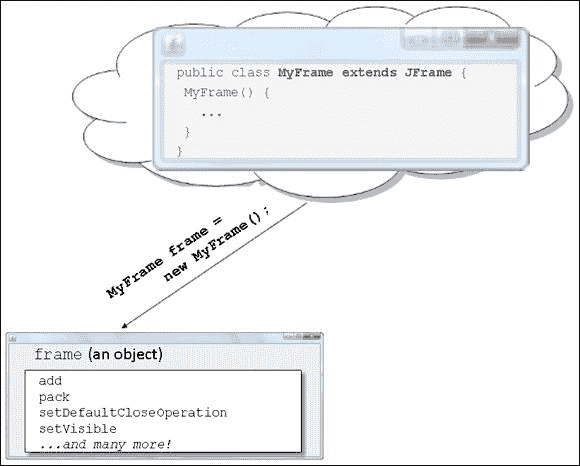 public class MyFrame extends JFrame {
MyFrame() {
...
}
}
MyFrame frame =
new MyFrame();
frame (an object)
add
pack
setDefaultCloseOperation
setVisible
...and many more!